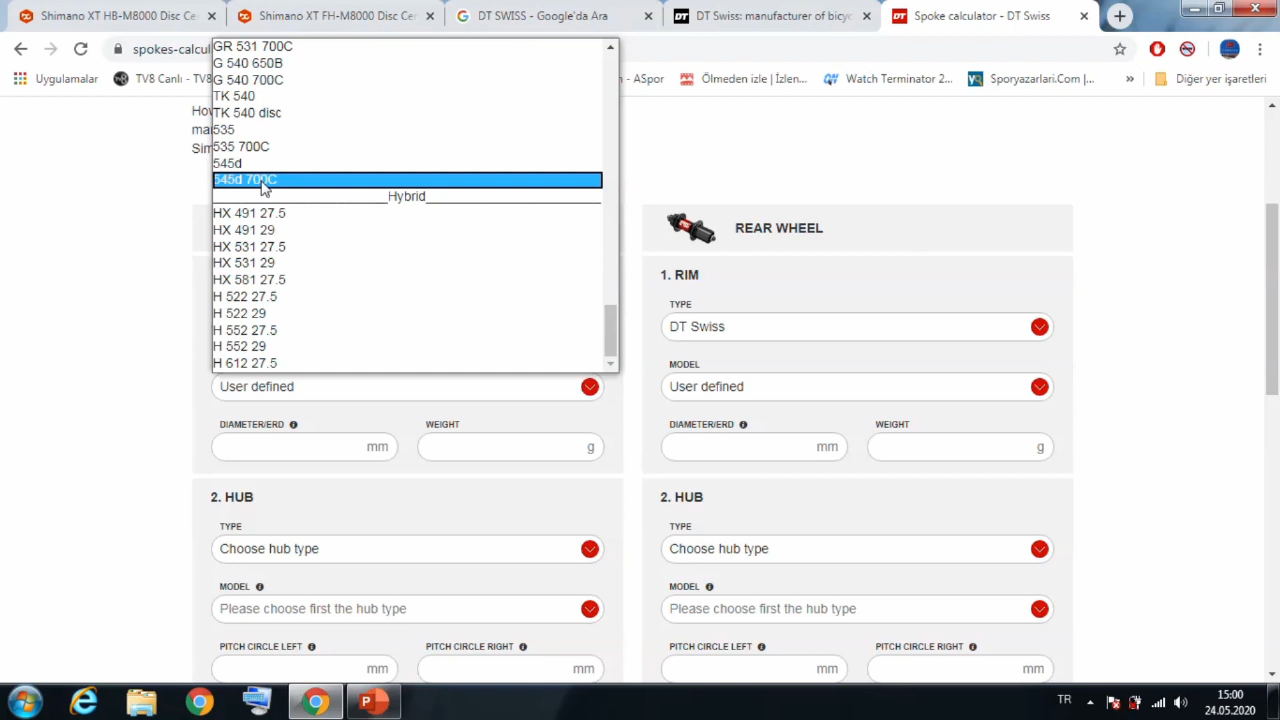 Shimano XT HB-M8000 Disc Cen
Shimano XT FH-M8000 Disc Cen
DT SWISS - Google'da Ara
DT Swiss: manufacturer of bicyc
Spoke calculator - DT Swiss
spokes-calcul
Uygulamalar
TV8 Canlı - TV8
- ASpor
Ölmeden izle | İzlen...
Watch Terminator 2...
Sporyazarlari.Com |...
»
Diğer yer işaretleri
GR 531 700C
G 540 650B
G 540 700C
TK 540
TK 540 disc
535
535 700C
545d
545d 700C
Hybrid
HX 491 27.5
HX 491 29
HX 531 27.5
HX 531 29
HX 581 27.5
H 522 27.5
H 522 29
H 552 27.5
H 552 29
H 612 27.5
How
ma
Sim
User defined
DIAMETER/ERD
WEIGHT
mm
g
2. HUB
TYPE
Choose hub type
MODEL
Please choose first the hub type
PITCH CIRCLE LEFT
PITCH CIRCLE RIGHT
mm
mm
REAR WHEEL
1. RIM
TYPE
DT Swiss
MODEL
User defined
DIAMETER/ERD
WEIGHT
mm
g
2. HUB
TYPE
Choose hub type
MODEL
Please choose first the hub type
PITCH CIRCLE LEFT
PITCH CIRCLE RIGHT
mm
mm
TR
15:00
24.05.2020